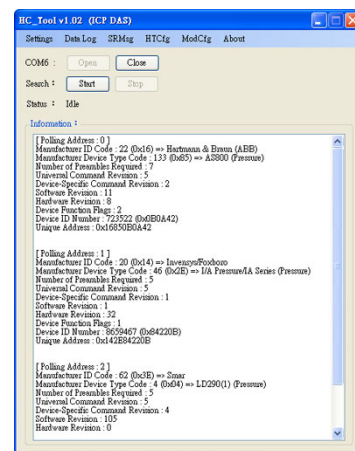 HC_Tool v1.02 (ICP DAS)
Settings Data Log SRMsg HTCfg ModCfg About
COM6 : Open Close
Search : Start Stop
Status : Idle
Information :
[ Polling Address : 0 ]
Manufacturer ID Code : 22 (0x16) => Hartmann & Braun (ABB)
Manufacturer Device Type Code : 133 (0x85) => AS800 (Pressure)
Number of Preambles Required : 7
Universal Command Revision : 5
Device-Specific Command Revision : 2
Software Revision : 11
Hardware Revision : 8
Device Function Flags : 2
Device ID Number : 723522 (0x0B0A42)
Unique Address : 0x16850B0A42
[ Polling Address : 1 ]
Manufacturer ID Code : 20 (0x14) => Invensys/Foxboro
Manufacturer Device Type Code : 46 (0x2E) => I/A Pressure/IA Series (Pressure)
Number of Preambles Required : 5
Universal Command Revision : 5
Device-Specific Command Revision : 1
Software Revision : 1
Hardware Revision : 32
Device Function Flags : 1
Device ID Number : 8659467 (0x84220B)
Unique Address : 0x142E84220B
[ Polling Address : 2 ]
Manufacturer ID Code : 62 (0x3E) => Smar
Manufacturer Device Type Code : 4 (0x04) => LD290(1) (Pressure)
Number of Preambles Required : 5
Universal Command Revision : 5
Device-Specific Command Revision : 4
Software Revision : 105
Hardware Revision : 0